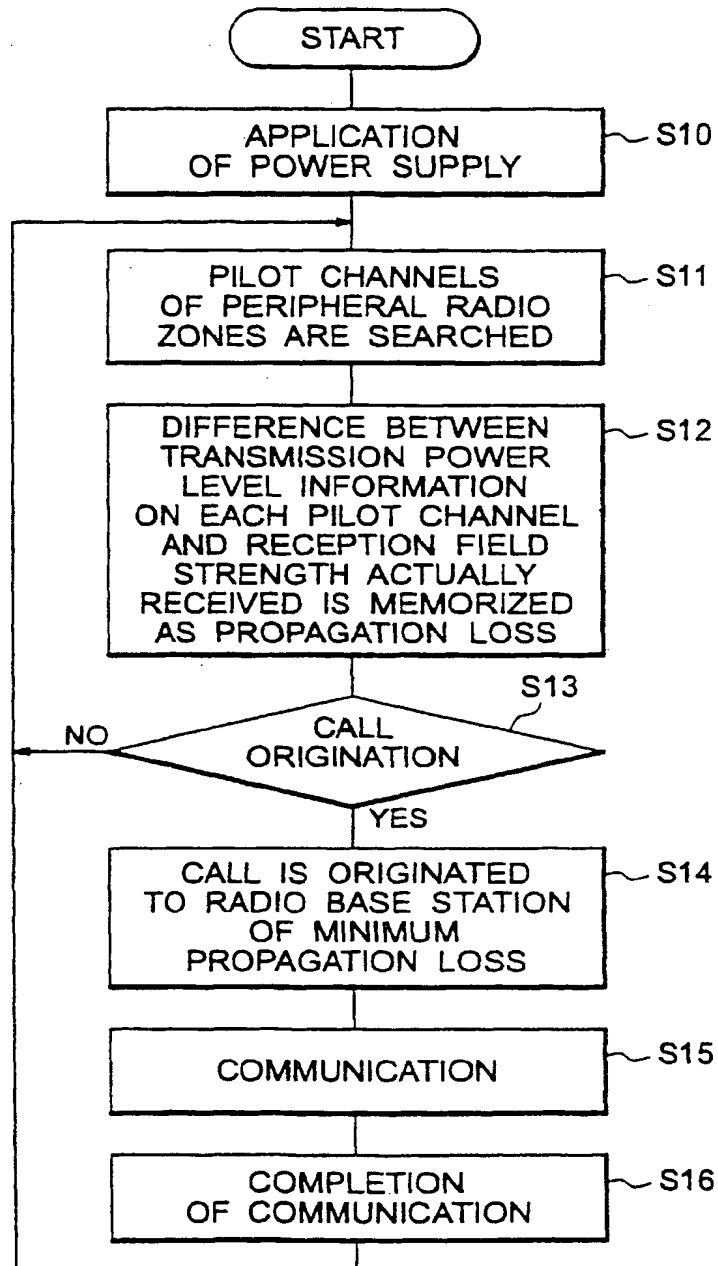 START
APPLICATION
OF POWER SUPPLY
S10
PILOT CHANNELS
OF PERIPHERAL RADIO
ZONES ARE SEARCHED
S11
DIFFERENCE BETWEEN
TRANSMISSION POWER
LEVEL INFORMATION
ON EACH PILOT CHANNEL
AND RECEPTION FIELD
STRENGTH ACTUALLY
RECEIVED IS MEMORIZED
AS PROPAGATION LOSS
S12
S13
CALL
ORIGINATION
NO
YES
CALL IS ORIGINATED
TO RADIO BASE STATION
OF MINIMUM
PROPAGATION LOSS
S14
COMMUNICATION
S15
COMPLETION
OF COMMUNICATION
S16